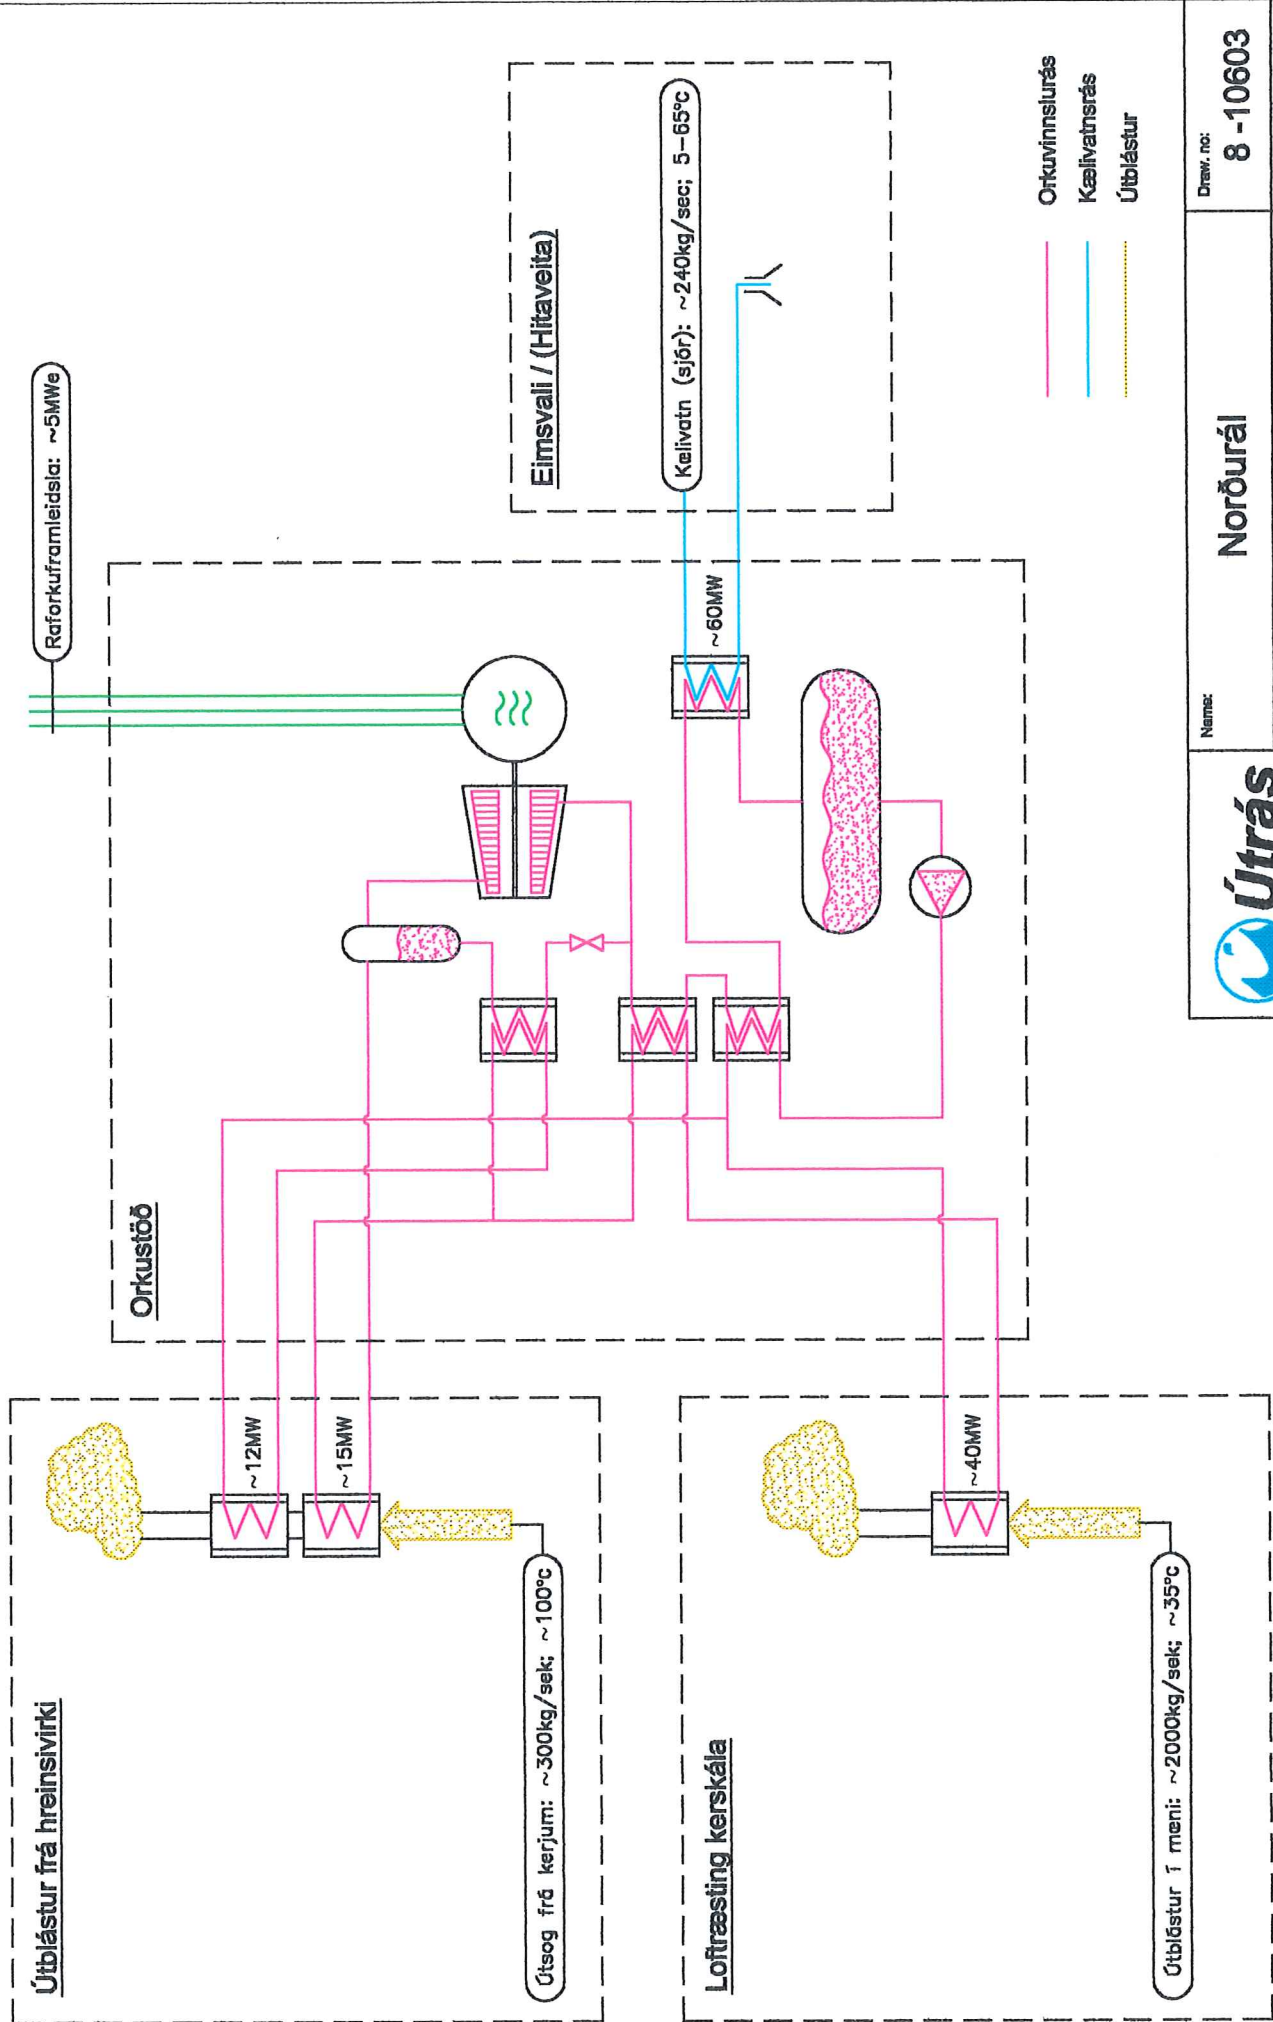 Útblástur frá hreinsivirki
~12MW
~15MW
Útsog frá kerjum: ~300kg/sek; ~100°c
Loftræsting kerskála
~40MW
Útblástur í mæni: ~2000kg/sek; ~35°c
Orkustöð
Raforkuframleidsla: ~5MWe
~60MW
Eimsvali / (Hitaveita)
Kælivatn (sjór): ~240kg/sec; 5-65°c
Orkuvinnslurás
Kælivatnsrás
Útblástur
Útrás
Name:
Norðurál
Draw. no:
8 -10603